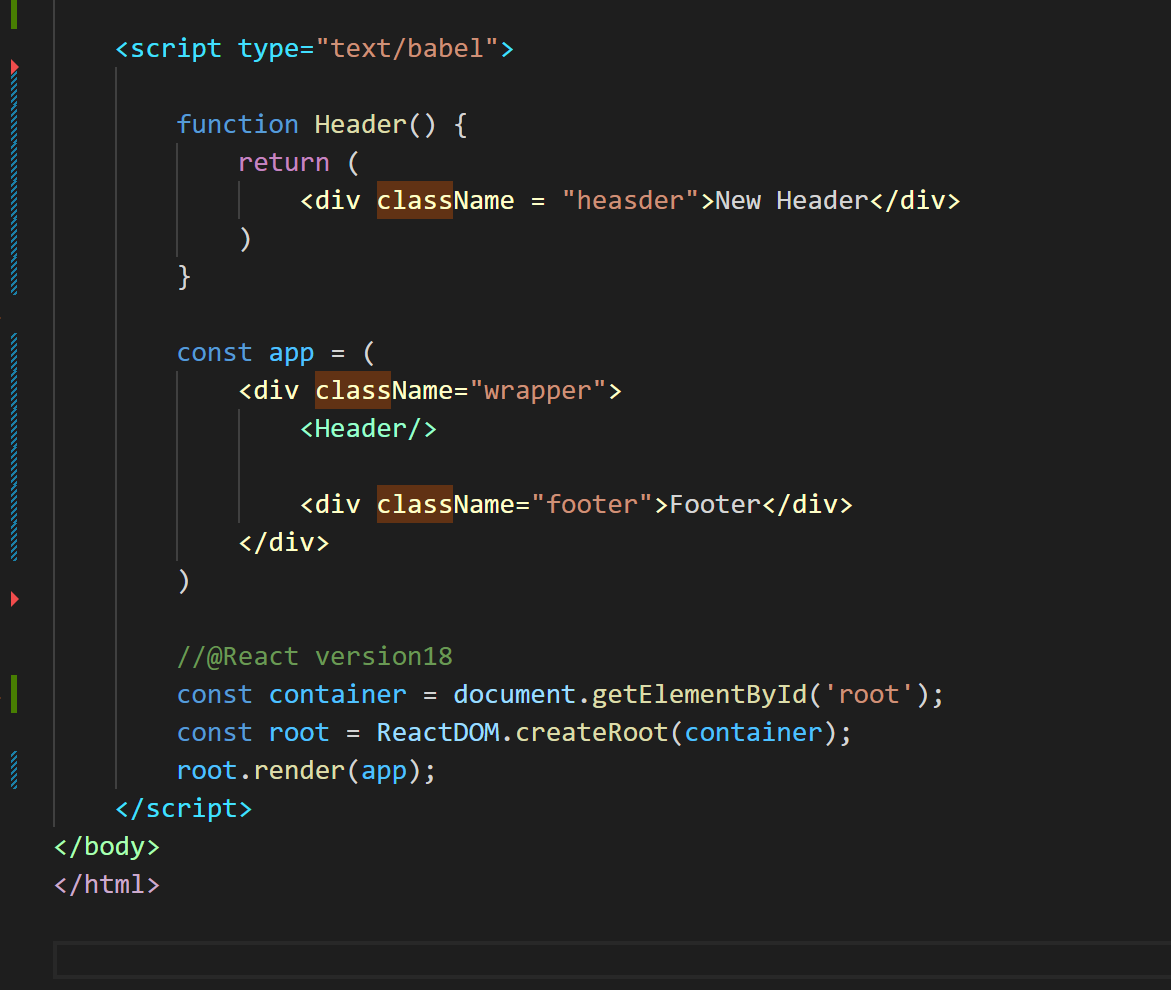 <script type="text/babel">
function Header() {
return (
<div className = "heasder">New Header</div>
)
}
const app = (
<div className="wrapper">
<Header/>
<div className="footer">Footer</div>
</div>
)
//@React version18
const container = document.getElementById('root');
const root = ReactDOM.createRoot(container);
root.render(app);
</script>
</body>
</html>